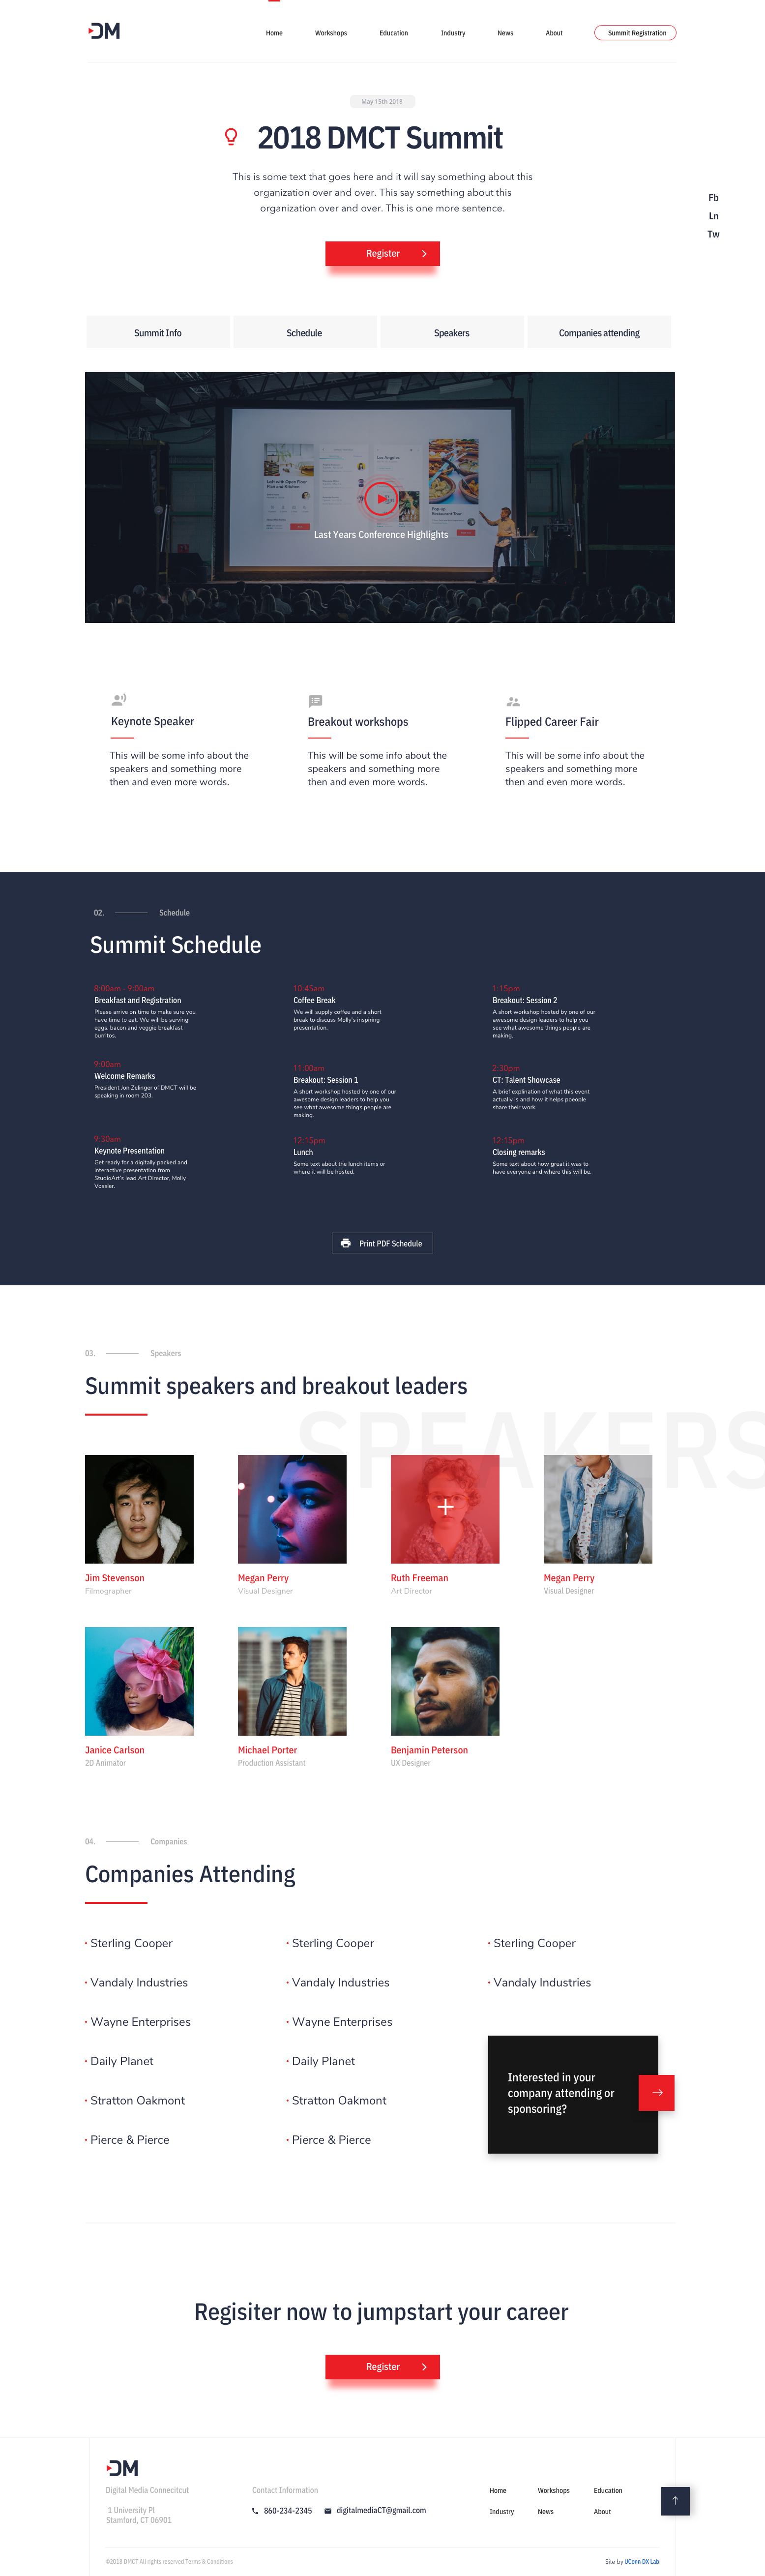 DM
Home
Workshops
Education
Industry
News
About
Summit Registration
May 15th 2018
2018 DMCT Summit
This is some text that goes here and it will say something about this
organization over and over. This say something about this
organization over and over. This is one more sentence.
Fb
Ln
Tw
Register
Summit Info
Schedule
Speakers
Companies attending
Los Angeles
Loft with Open Floor
Plan and Kitchen
Pop-up
Restaurant Tour
Last Years Conference Highlights
Keynote Speaker
This will be some info about the
speakers and something more
then and even more words.
Breakout workshops
This will be some info about the
speakers and something more
then and even more words.
Flipped Career Fair
This will be some info about the
speakers and something more
then and even more words.
02.
Schedule
Summit Schedule
8:00am - 9:00am
Breakfast and Registration
Please arrive on time to make sure you
have time to eat. We will be serving
eggs, bacon and veggie breakfast
burritos.
9:00am
Welcome Remarks
President Jon Zelinger of DMCT will be
speaking in room 203.
9:30am
Keynote Presentation
Get ready for a digitally packed and
interactive presentation from
StudioArt's lead Art Director, Molly
Vossler.
10:45am
Coffee Break
We will supply coffee and a short
break to discuss Molly's inspiring
presentation.
11:00am
Breakout: Session 1
A short workshop hosted by one of our
awesome design leaders to help you
see what awesome things people are
making.
12:15pm
Lunch
Some text about the lunch items or
where it will be hosted.
1:15pm
Breakout: Session 2
A short workshop hosted by one of our
awesome design leaders to help you
see what awesome things people are
making.
2:30pm
CT: Talent Showcase
A brief explination of what this event
actually is and how it helps poeople
share their work.
12:15pm
Closing remarks
Some text about how great it was to
have everyone and where this will be.
Print PDF Schedule
03.
Speakers
Summit speakers and breakout leaders
SPEAKERS
Jim Stevenson
Filmographer
Megan Perry
Visual Designer
Ruth Freeman
Art Director
Megan Perry
Visual Designer
Janice Carlson
2D Animator
Michael Porter
Production Assistant
Benjamin Peterson
UX Designer
04.
Companies
Companies Attending
• Sterling Cooper
• Vandaly Industries
• Wayne Enterprises
• Daily Planet
• Stratton Oakmont
• Pierce & Pierce
• Sterling Cooper
• Vandaly Industries
• Wayne Enterprises
• Daily Planet
• Stratton Oakmont
• Pierce & Pierce
• Sterling Cooper
• Vandaly Industries
Interested in your
company attending or
sponsoring?
Regisiter now to jumpstart your career
Register
DM
Digital Media Connecitcut
1 University Pl
Stamford, CT 06901
Contact Information
860-234-2345
digitalmediaCT@gmail.com
Home
Workshops
Education
Industry
News
About
©2018 DMCT All rights reserved Terms & Conditions
Site by UConn DX Lab